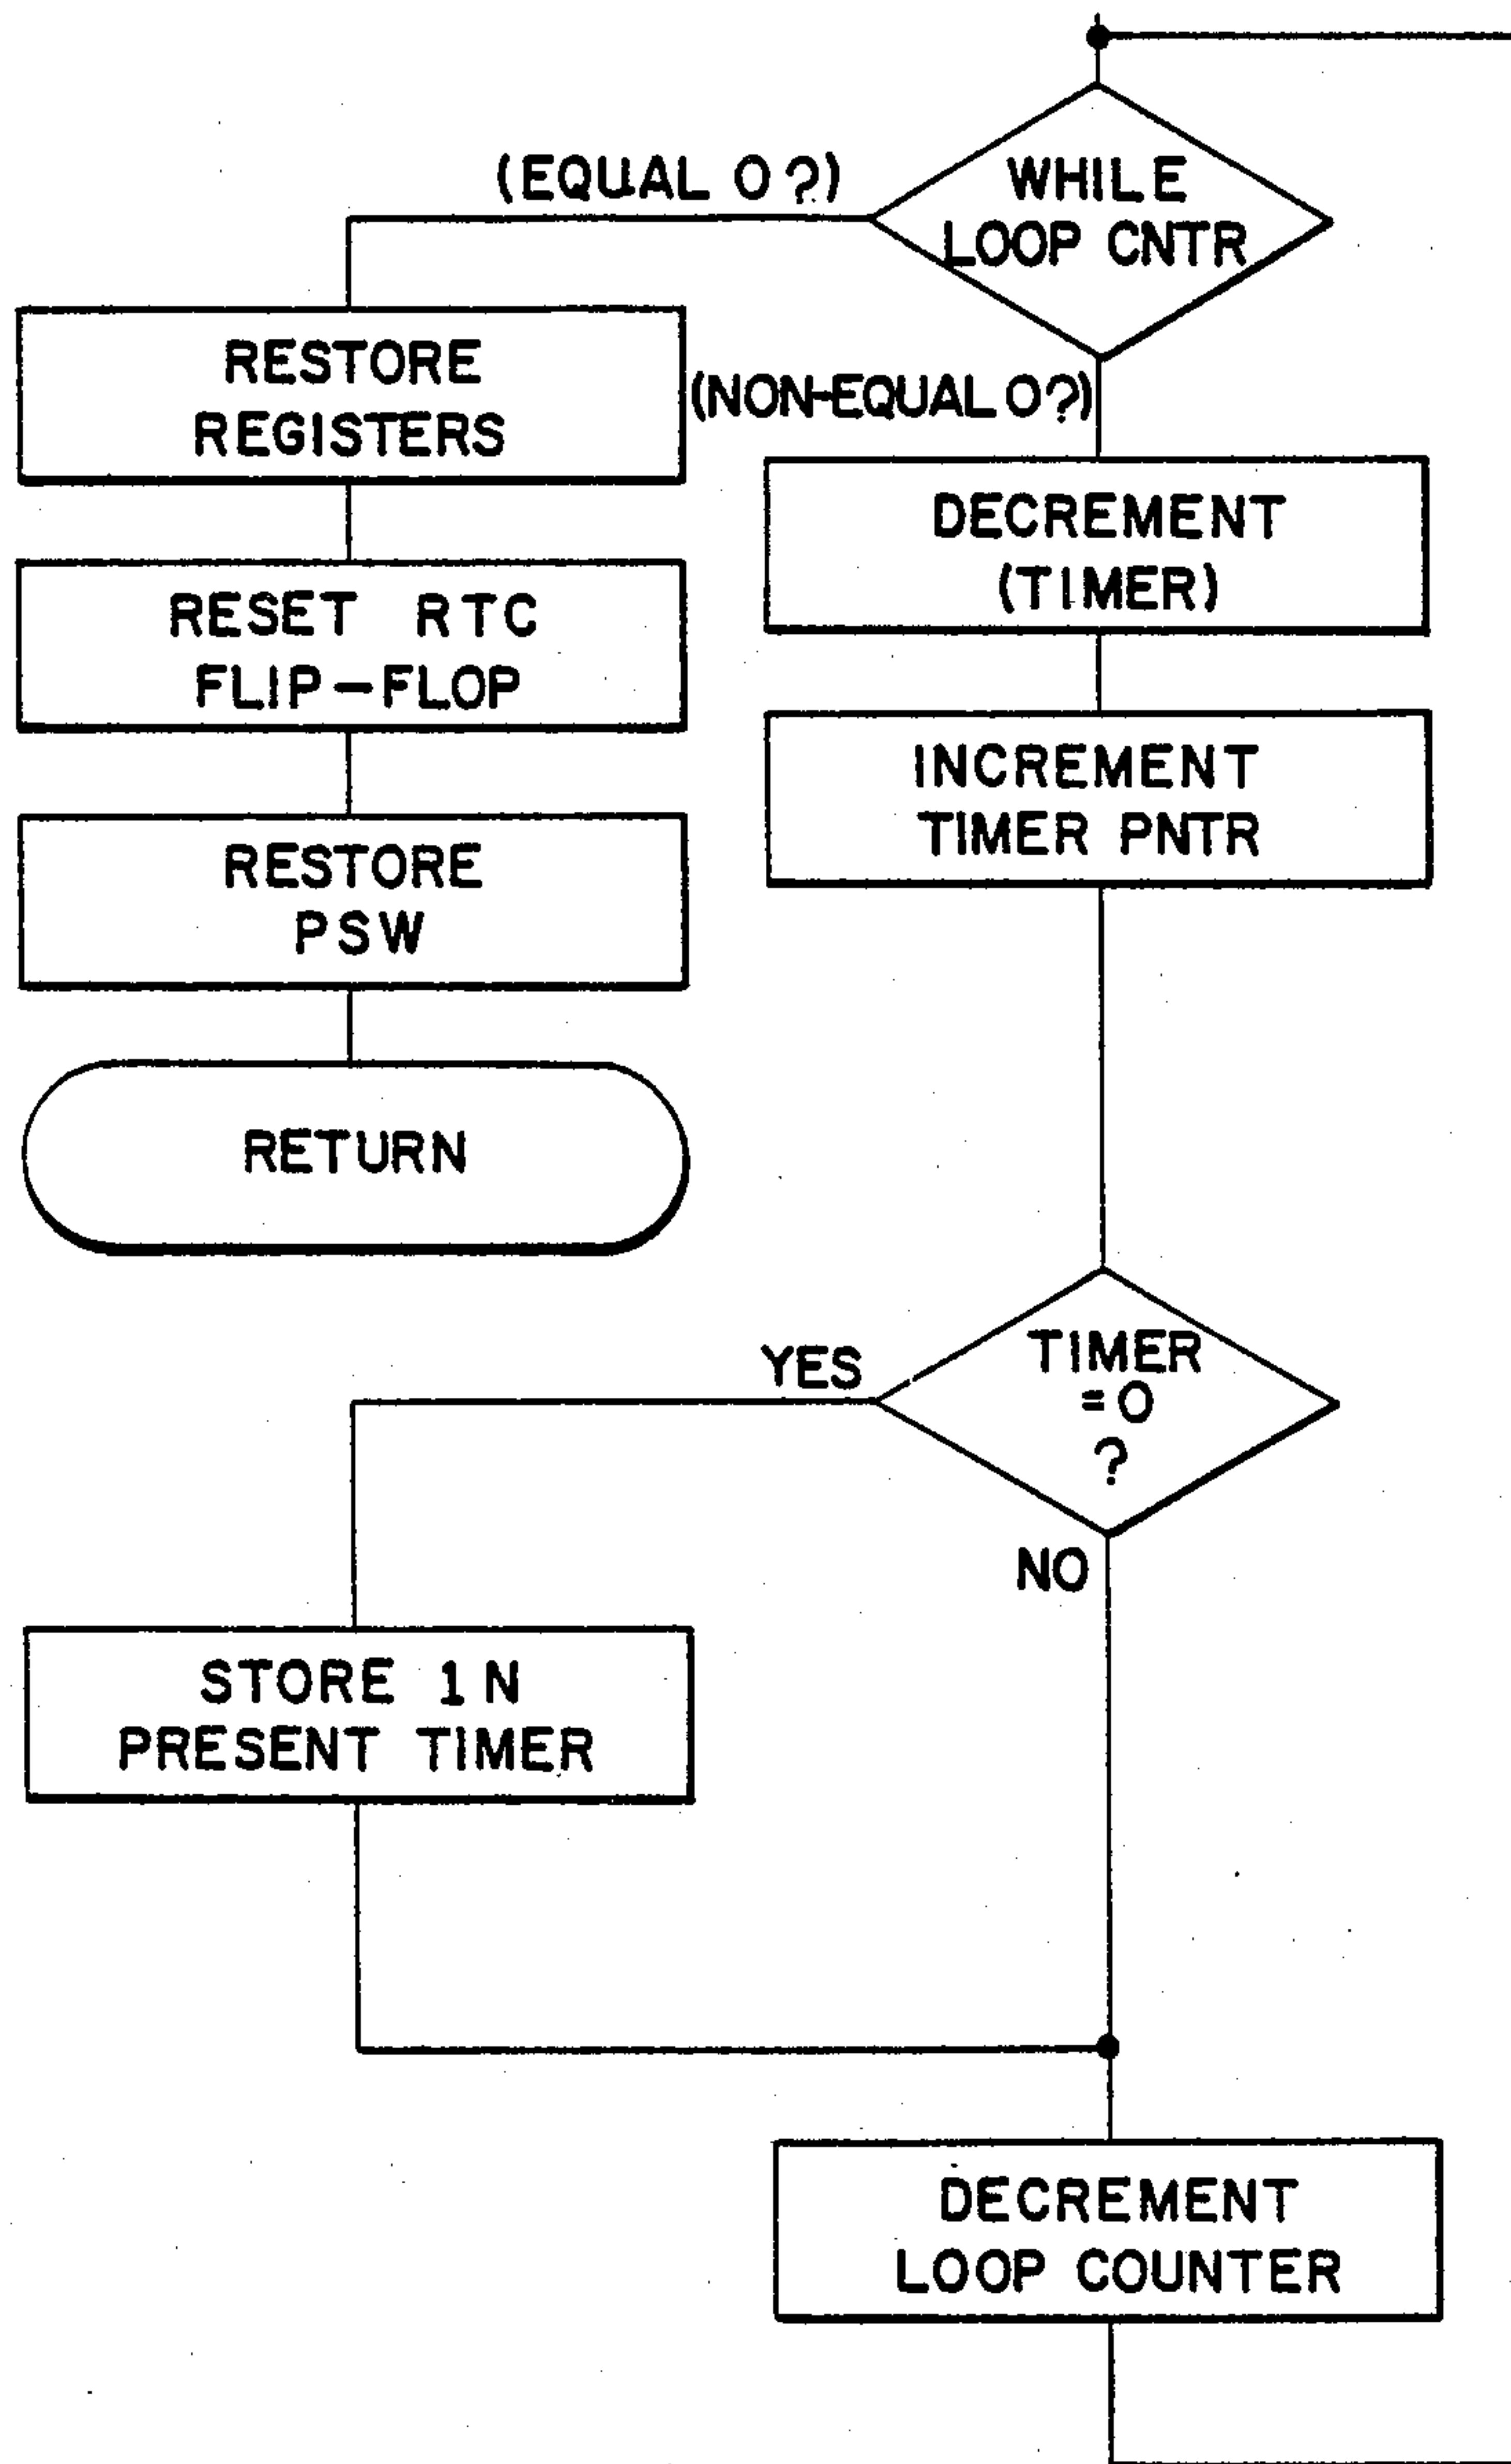 WHILE
LOOP CNTR
(EQUAL 0 ?)
RESTORE
REGISTERS
(NON-EQUAL 0?)
RESET RTC
FLIP-FLOP
DECREMENT
(TIMER)
RESTORE
PSW
INCREMENT
TIMER PNTR
RETURN
TIMER
=0
?
YES
NO
STORE 1 N
PRESENT TIMER
DECREMENT
LOOP COUNTER